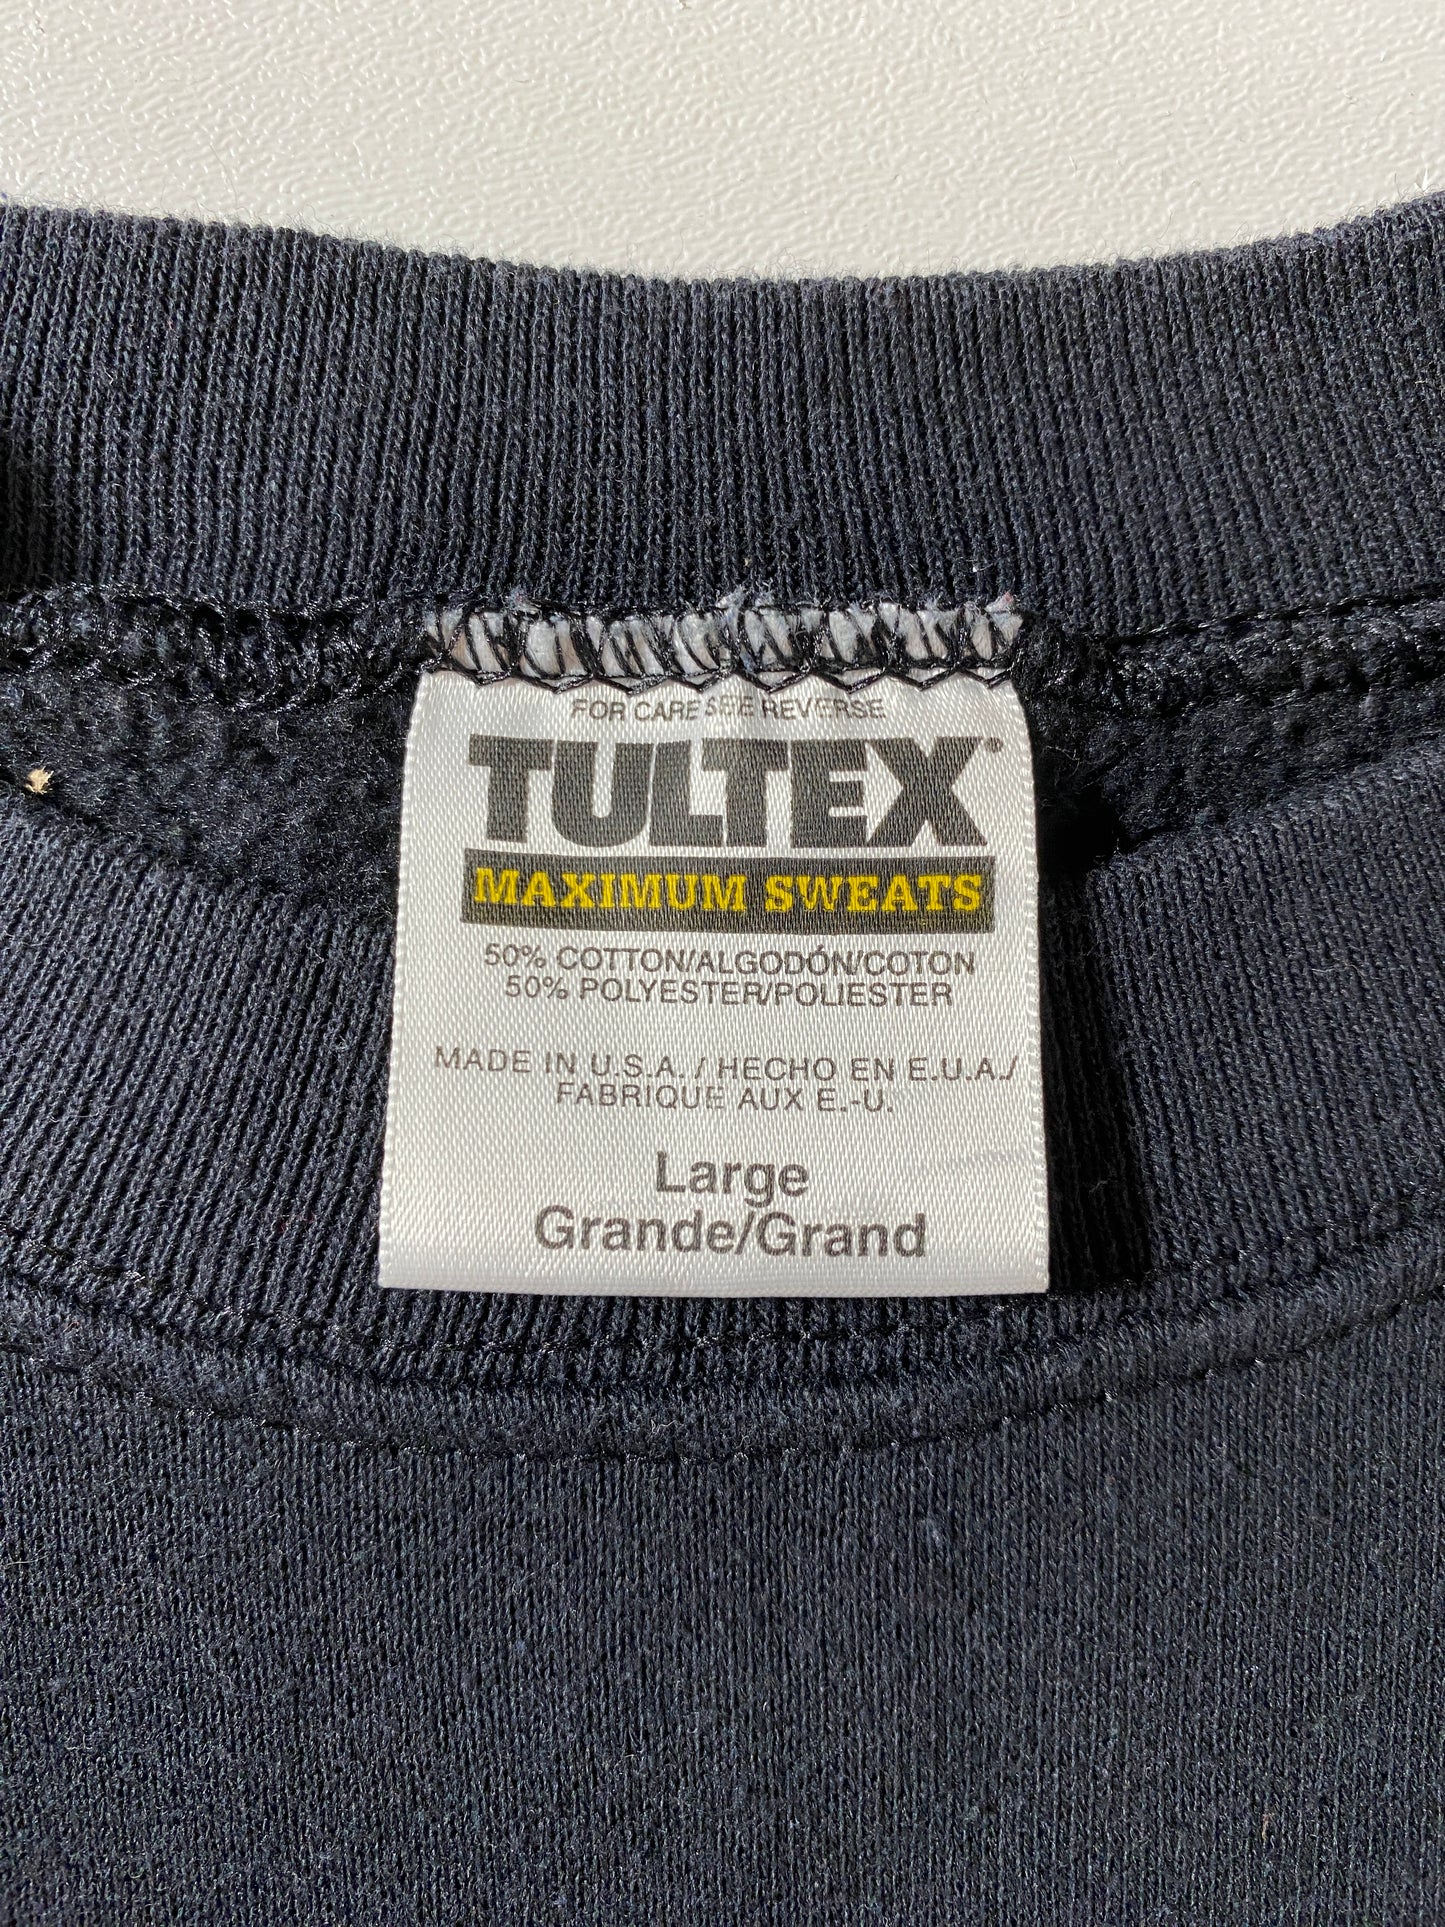 FOR CARE SEE REVERSE
TULTEX®
MAXIMUM SWEATS
50% COTTON/ALGODÓN/COTON
50% POLYESTER/POLIESTER
MADE IN U.S.A. / HECHO EN E.U.A./
FABRIQUE AUX E.-U.
Large
Grande/Grand